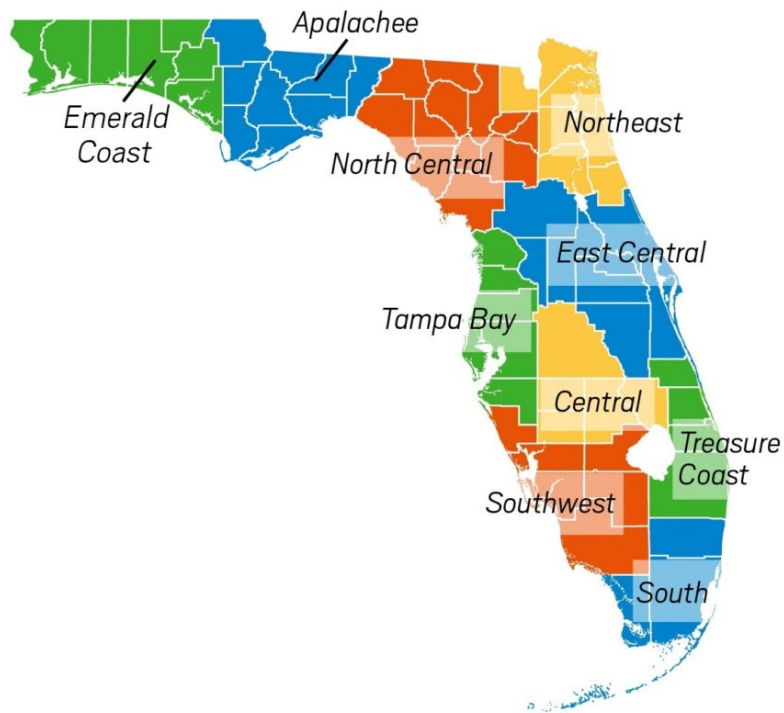 Apalachee
Emerald
Coast
Northeast
North Central
East Central
Tampa Bay
Central
Treasure
Coast
Southwest
South